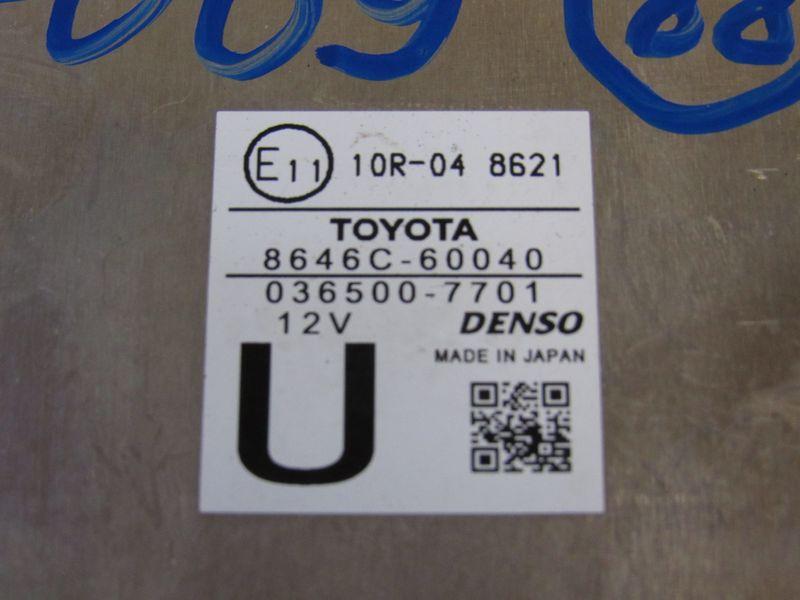 E11 10R-04 8621
TOYOTA
8646C-60040
036500-7701
12V DENSO
MADE IN JAPAN
U